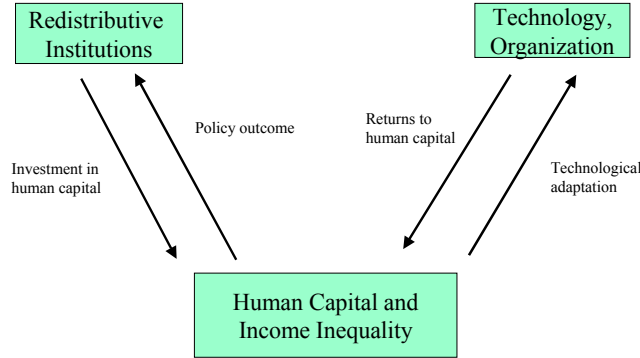 Redistributive
Institutions
Technology,
Organization
Policy outcome
Returns to
human capital
Investment in
human capital
Technological
adaptation
Human Capital and
Income Inequality